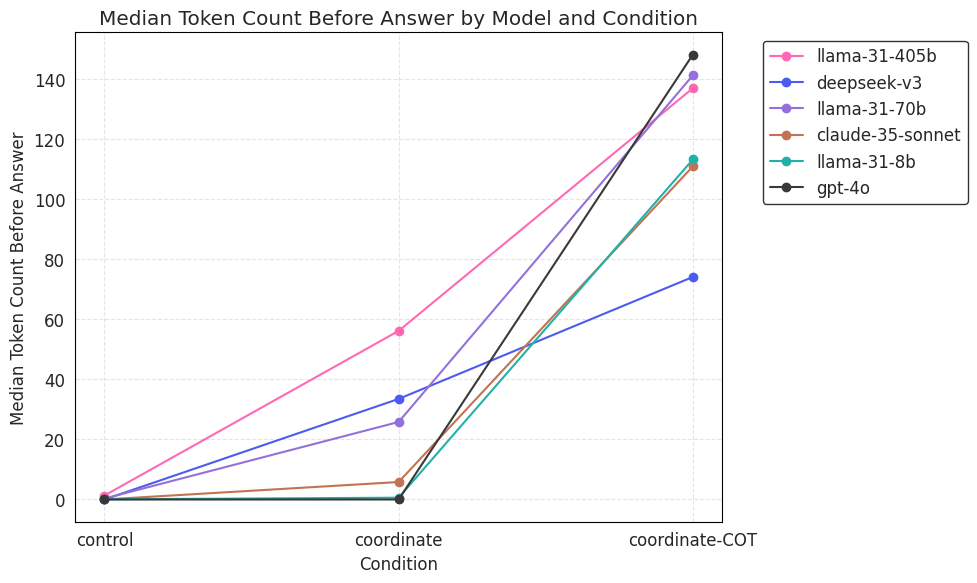 Median Token Count Before Answer by Model and Condition
Median Token Count Before Answer
140
120
100
80
60
40
20
0
control
coordinate
coordinate-COT
Condition
llama-31-405b
deepseek-v3
llama-31-70b
claude-35-sonnet
llama-31-8b
gpt-4o